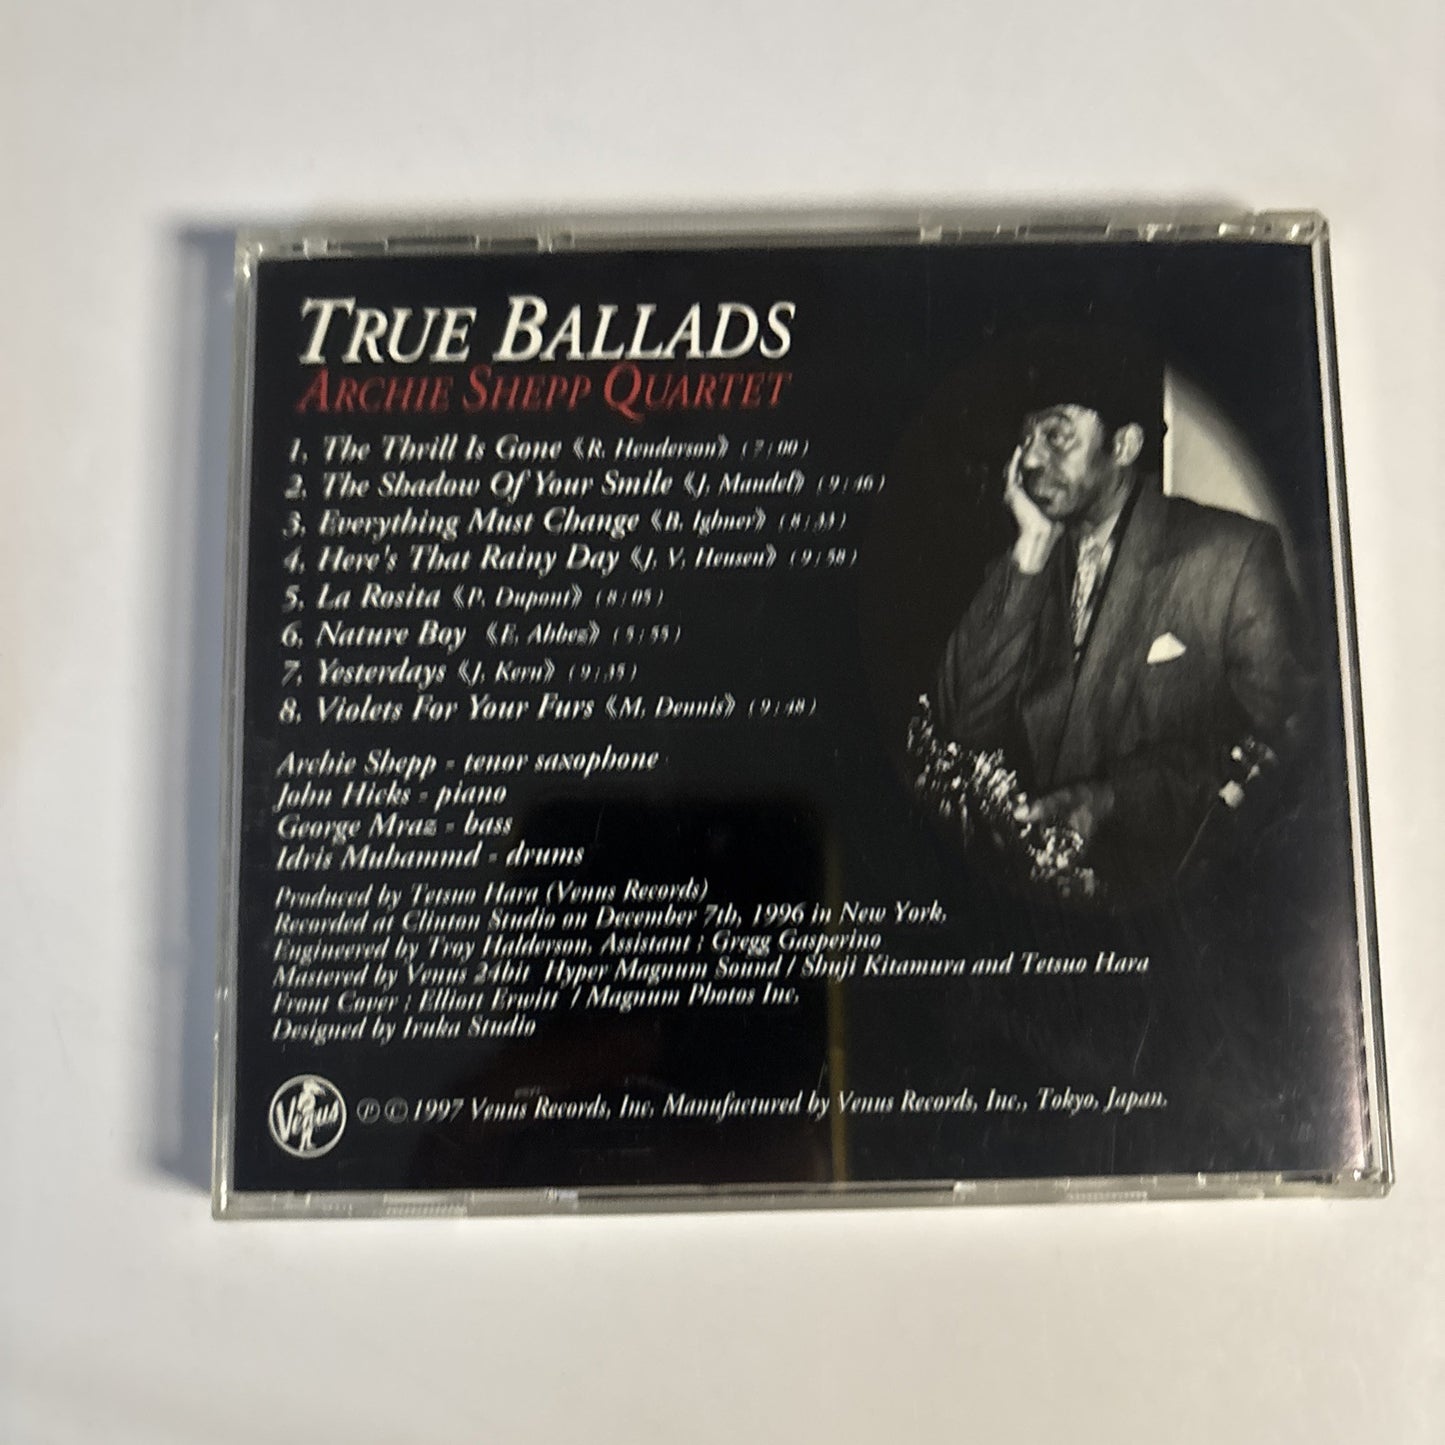 TRUE BALLADS
ARCHIE SHEPP QUARTET
1. The Thrill Is Gone 《R. Henderson》 (7:00)
2. The Shadow Of Your Smile 《J. Mandel》 (9:46)
3. Everything Must Change 《B. Ighner》 (8:33)
4. Here's That Rainy Day 《J. V. Heusen》 (9:58)
5. La Rosita 《P. Dupont》 (8:05)
6. Nature Boy 《E. Abbez》 (5:55)
7. Yesterdays 《J. Kern》 (9:35)
8. Violets For Your Furs 《M. Dennis》 (9:48)
Archie Shepp - tenor saxophone
John Hicks - piano
George Mraz - bass
Idris Muhammd - drums
Produced by Tetsuo Hara (Venus Records)
Recorded at Clinton Studio on December 7th, 1996 in New York.
Engineered by Troy Halderson, Assistant : Gregg Gasperino
Mastered by Venus 24bit Hyper Magnum Sound / Shuji Kitamura and Tetsuo Hara
Front Cover : Elliott Erwitt / Magnum Photos Inc.
Designed by Iruka Studio
Venus ℗ © 1997 Venus Records, Inc. Manufactured by Venus Records, Inc., Tokyo, Japan.